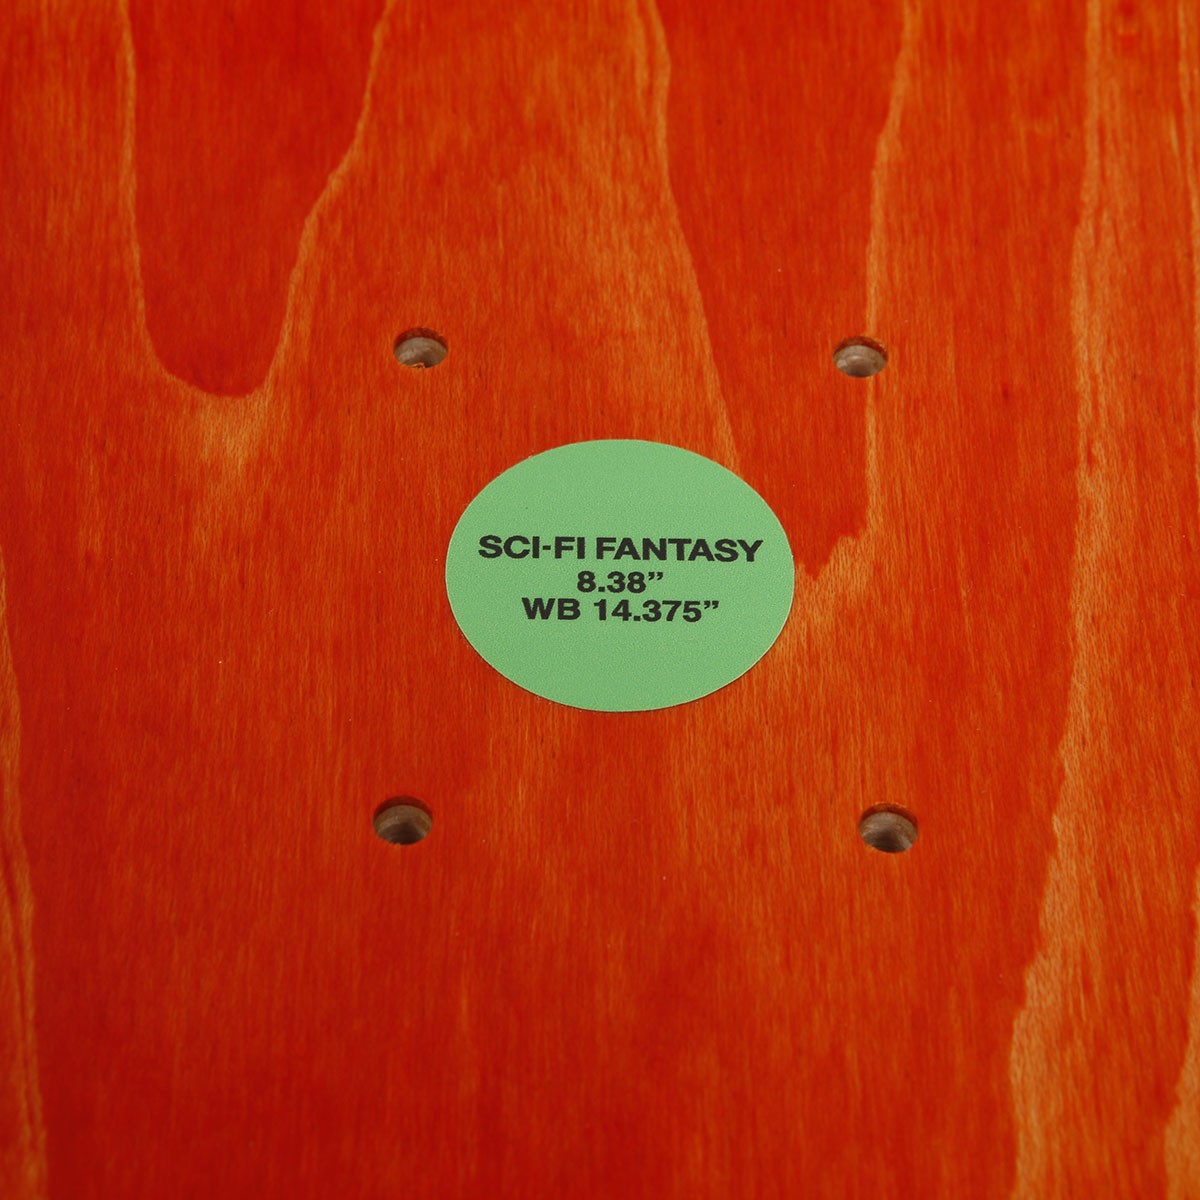 SCI-FI FANTASY
8.38”
WB 14.375”